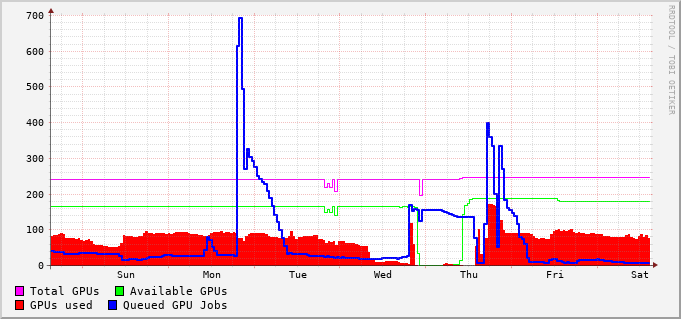 700
600
500
400
300
200
100
0
Sun Mon Tue Wed Thu Fri Sat
Total GPUs Available GPUs
GPUs used Queued GPU Jobs
RRDTOOL / TOBI OETIKER